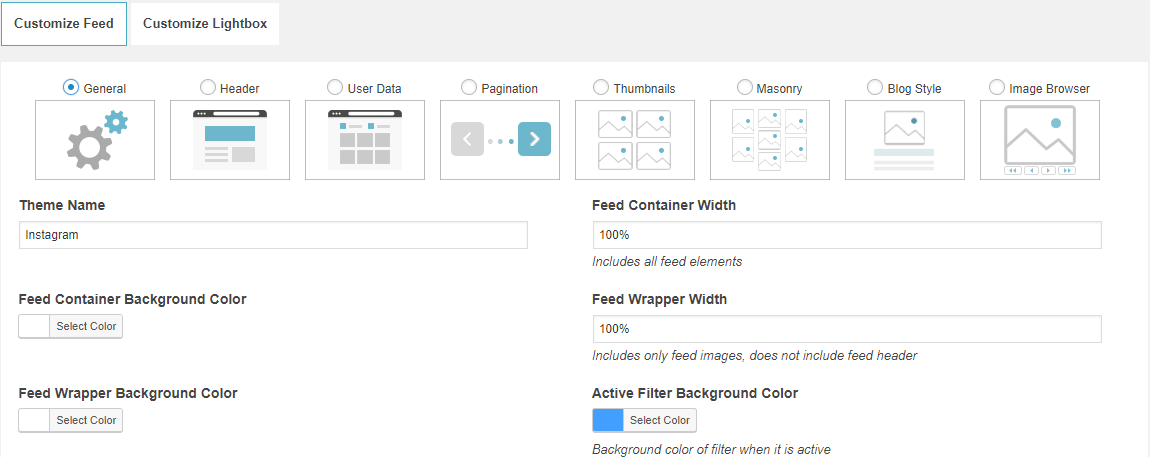 Customize Feed Customize Lightbox
General Header User Data Pagination Thumbnails Masonry Blog Style Image Browser
Theme Name Feed Container Width
Instagram 100%
Includes all feed elements
Feed Container Background Color Feed Wrapper Width
Select Color 100%
Includes only feed images, does not include feed header
Feed Wrapper Background Color Active Filter Background Color
Select Color Select Color
Background color of filter when it is active